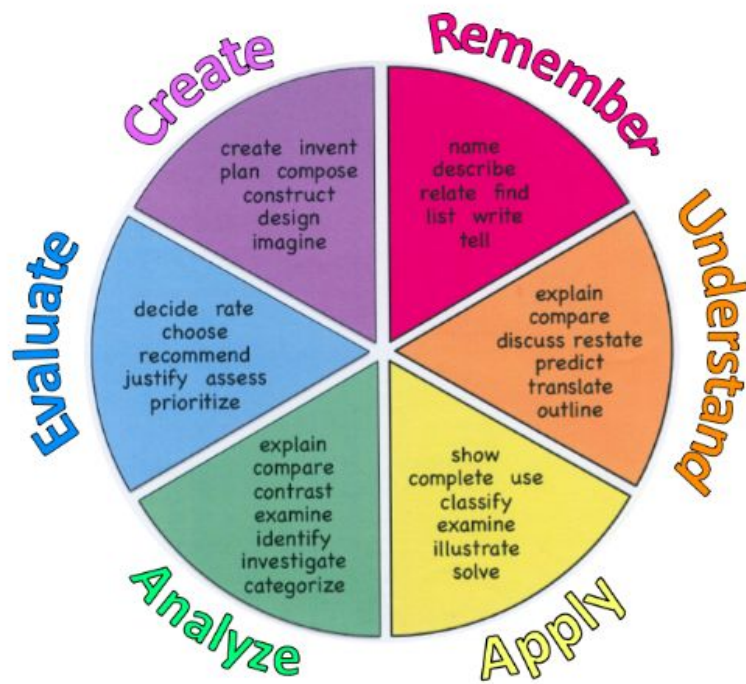 Remember
name
describe
relate find
list write
tell
Understand
explain
compare
discuss restate
predict
translate
outline
Apply
show
complete use
classify
examine
illustrate
solve
Analyze
explain
compare
contrast
examine
identify
investigate
categorize
Evaluate
decide rate
choose
recommend
justify assess
prioritize
Create
create invent
plan compose
construct
design
imagine